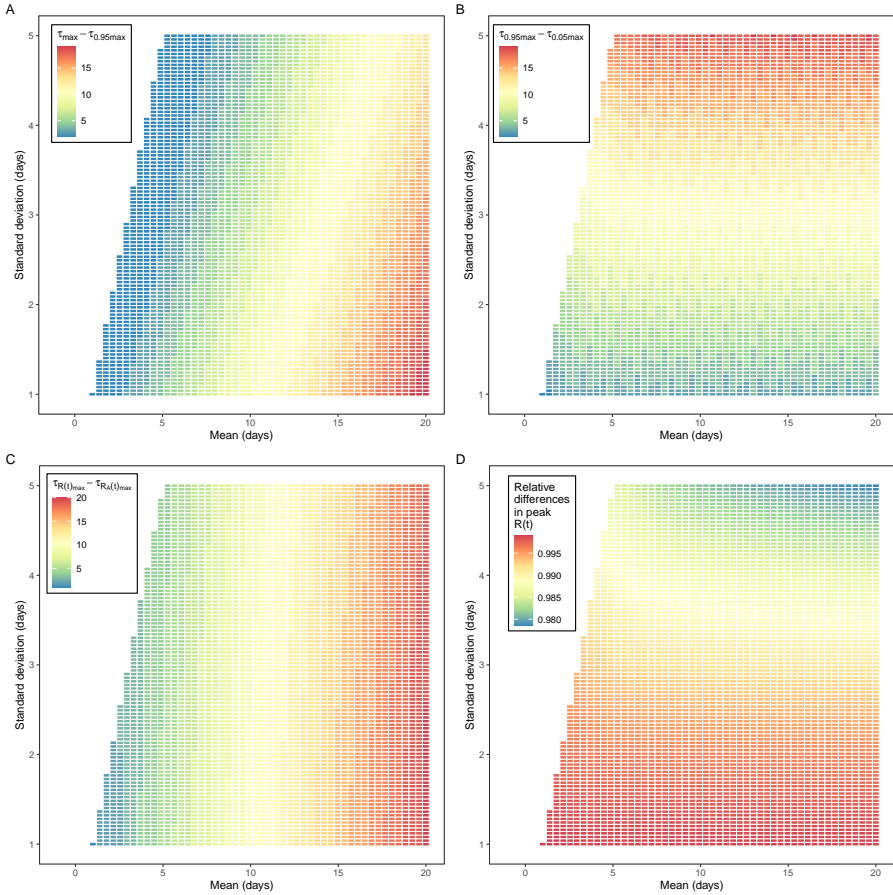 A
τmax − τ0.95max
15
10
5
5
4
3
2
1
Standard deviation (days)
0
5
10
15
20
Mean (days)
B
τ0.95max − τ0.05max
15
10
5
5
4
3
2
1
Standard deviation (days)
0
5
10
15
20
Mean (days)
C
τR(t)max − τRA(t)max
20
15
10
5
5
4
3
2
1
Standard deviation (days)
0
5
10
15
20
Mean (days)
D
Relative
differences
in peak
R(t)
0.995
0.990
0.985
0.980
5
4
3
2
1
Standard deviation (days)
0
5
10
15
20
Mean (days)